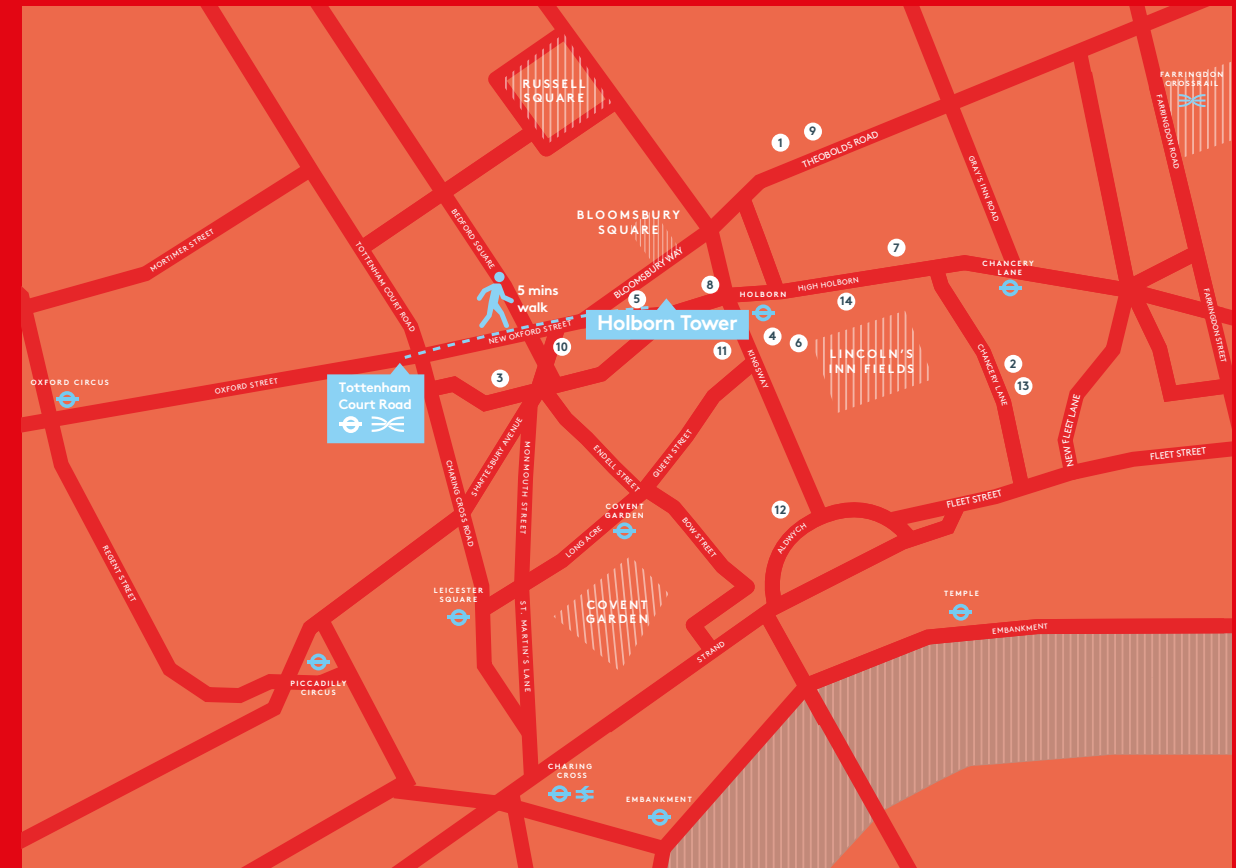 RUSSELL
SQUARE
FARRINGDON
CROSSRAIL
FARRINGDON ROAD
1
9
THEOBOLDS ROAD
GRAY'S INN ROAD
MORTIMER STREET
TOTTENHAM COURT ROAD
BEDFORD SQUARE
BLOOMSBURY
SQUARE
BLOOMSBURY WAY
7
CHANCERY
LANE
5 mins
walk
5
8
HOLBORN
HIGH HOLBORN
14
FARRINGDON STREET
Holborn Tower
NEW OXFORD STREET
10
11
4
6
KINGSWAY
LINCOLN'S
INN FIELDS
CHANCERY LANE
2
13
OXFORD CIRCUS
OXFORD STREET
Tottenham
Court Road
3
NEW FLEET LANE
FLEET STREET
SHAFTESBURY AVENUE
MONMOUTH STREET
ENDELL STREET
QUEEN STREET
CHARING CROSS ROAD
FLEET STREET
COVENT
GARDEN
LONG ACRE
BOW STREET
12
ALDWYCH
REGENT STREET
LEICESTER
SQUARE
ST. MARTIN'S LANE
COVENT
GARDEN
TEMPLE
EMBANKMENT
STRAND
PICCADILLY
CIRCUS
CHARING
CROSS
EMBANKMENT